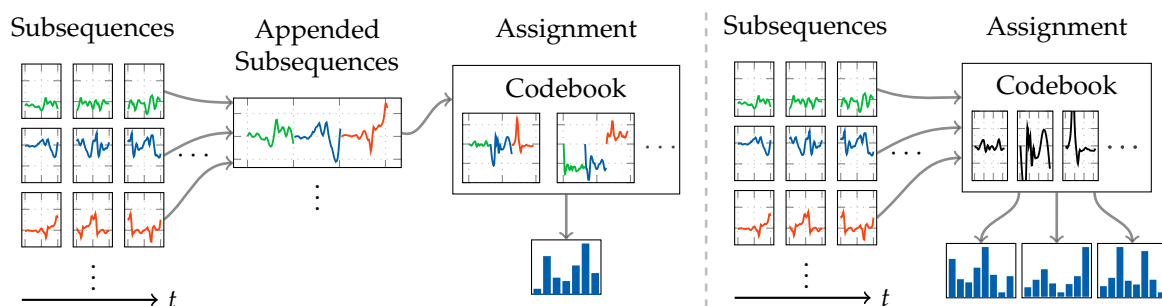 Subsequences
Appended
Subsequences
Assignment
Codebook
t
Subsequences
Assignment
Codebook
t